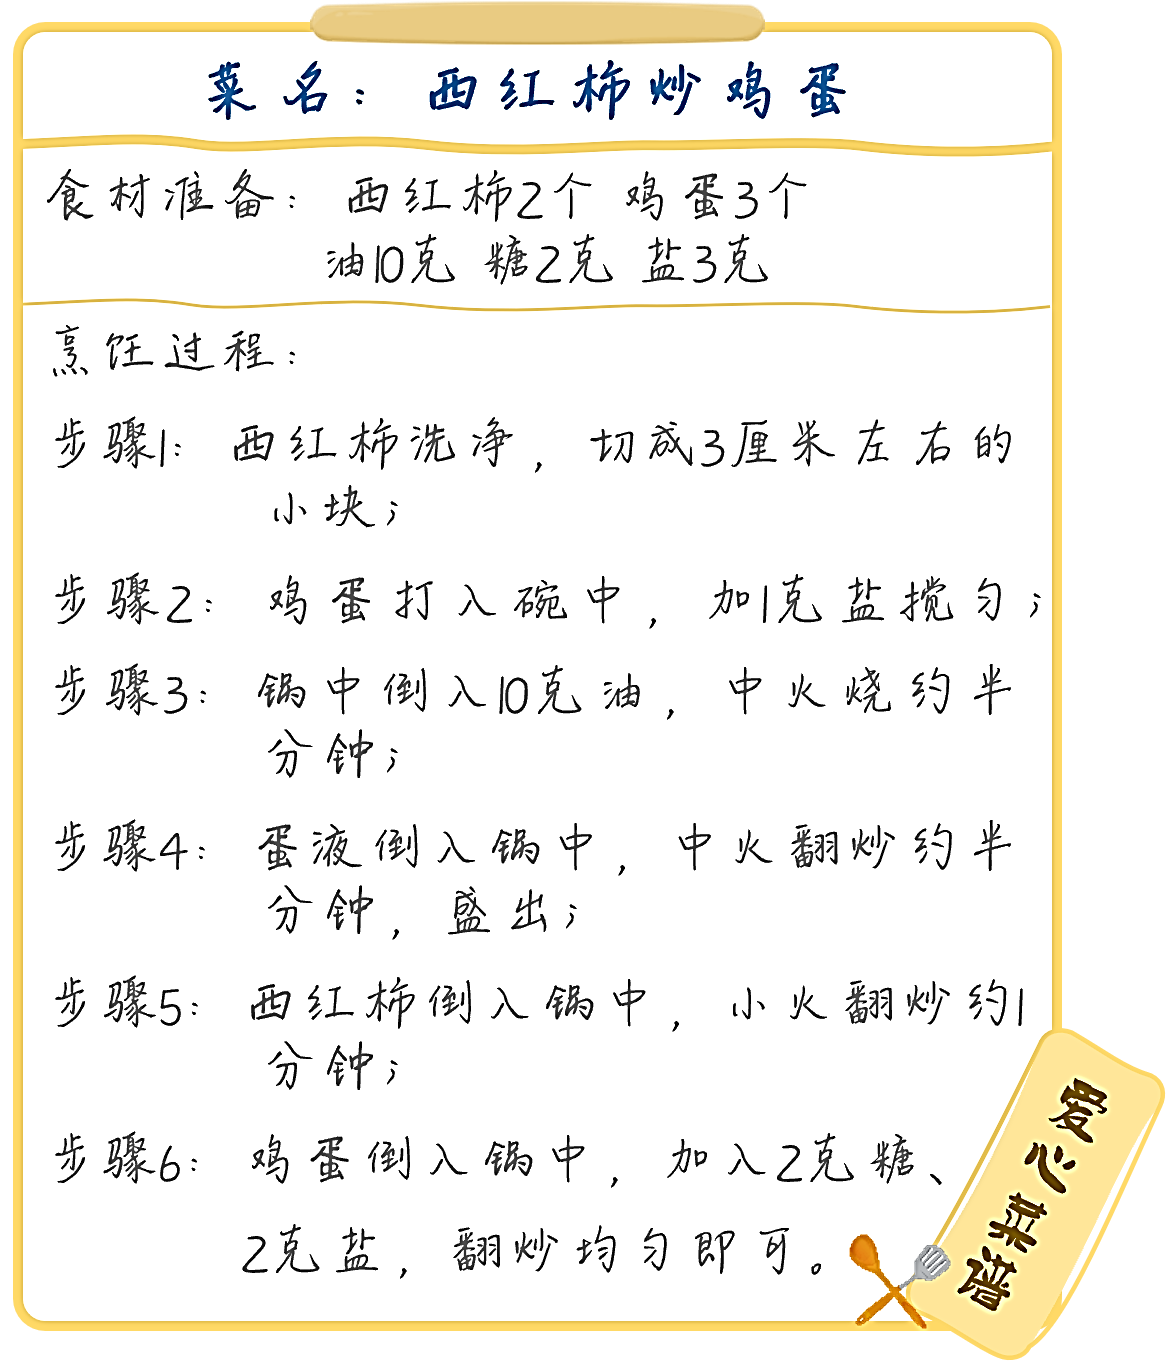 菜名：西红柿炒鸡蛋
食材准备：西红柿2个 鸡蛋3个
油10克 糖2克 盐3克
烹饪过程：
步骤1：西红柿洗净，切成3厘米左右的
小块；
步骤2：鸡蛋打入碗中，加1克盐搅匀；
步骤3：锅中倒入10克油，中火烧约半
分钟；
步骤4：蛋液倒入锅中，中火翻炒约半
分钟，盛出；
步骤5：西红柿倒入锅中，小火翻炒约1
分钟；
步骤6：鸡蛋倒入锅中，加入2克糖、
2克盐，翻炒均匀即可。
爱心菜谱